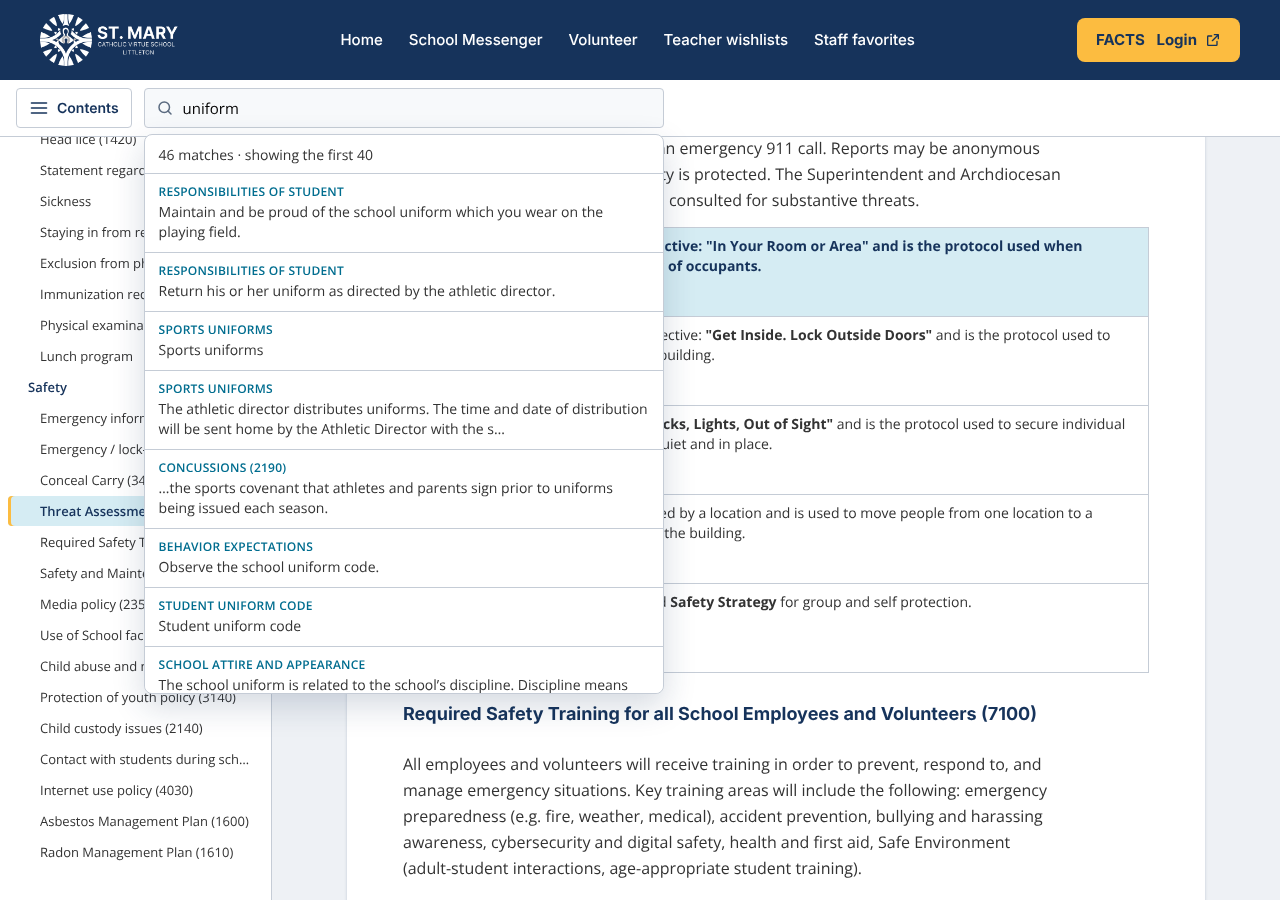 ST. MARY
CATHOLIC VIRTUE SCHOOL
LITTLETON
Home
School Messenger
Volunteer
Teacher wishlists
Staff favorites
FACTS Login
Contents
uniform
46 matches · showing the first 40
RESPONSIBILITIES OF STUDENT
Maintain and be proud of the school uniform which you wear on the
playing field.
RESPONSIBILITIES OF STUDENT
Return his or her uniform as directed by the athletic director.
SPORTS UNIFORMS
Sports uniforms
SPORTS UNIFORMS
The athletic director distributes uniforms. The time and date of distribution
will be sent home by the Athletic Director with the s…
CONCUSSIONS (2190)
…the sports covenant that athletes and parents sign prior to uniforms
being issued each season.
BEHAVIOR EXPECTATIONS
Observe the school uniform code.
STUDENT UNIFORM CODE
Student uniform code
SCHOOL ATTIRE AND APPEARANCE
The school uniform is related to the school’s discipline. Discipline means
Head lice (1420)
Statement regard
Sickness
Staying in from re
Exclusion from ph
Immunization rec
Physical examina
Lunch program
Safety
Emergency inforr
Emergency / lock-
Conceal Carry (34
Threat Assessme
Required Safety T
Safety and Mainte
Media policy (235
Use of School fac
Child abuse and r
Protection of youth policy (3140)
Child custody issues (2140)
Contact with students during sch...
Internet use policy (4030)
Asbestos Management Plan (1600)
Radon Management Plan (1610)
n emergency 911 call. Reports may be anonymous
ty is protected. The Superintendent and Archdiocesan
consulted for substantive threats.
ctive: "In Your Room or Area" and is the protocol used when
of occupants.
ective: "Get Inside. Lock Outside Doors" and is the protocol used to
building.
cks, Lights, Out of Sight" and is the protocol used to secure individual
uiet and in place.
ed by a location and is used to move people from one location to a
the building.
Safety Strategy for group and self protection.
Required Safety Training for all School Employees and Volunteers (7100)
All employees and volunteers will receive training in order to prevent, respond to, and
manage emergency situations. Key training areas will include the following: emergency
preparedness (e.g. fire, weather, medical), accident prevention, bullying and harassing
awareness, cybersecurity and digital safety, health and first aid, Safe Environment
(adult-student interactions, age-appropriate student training).